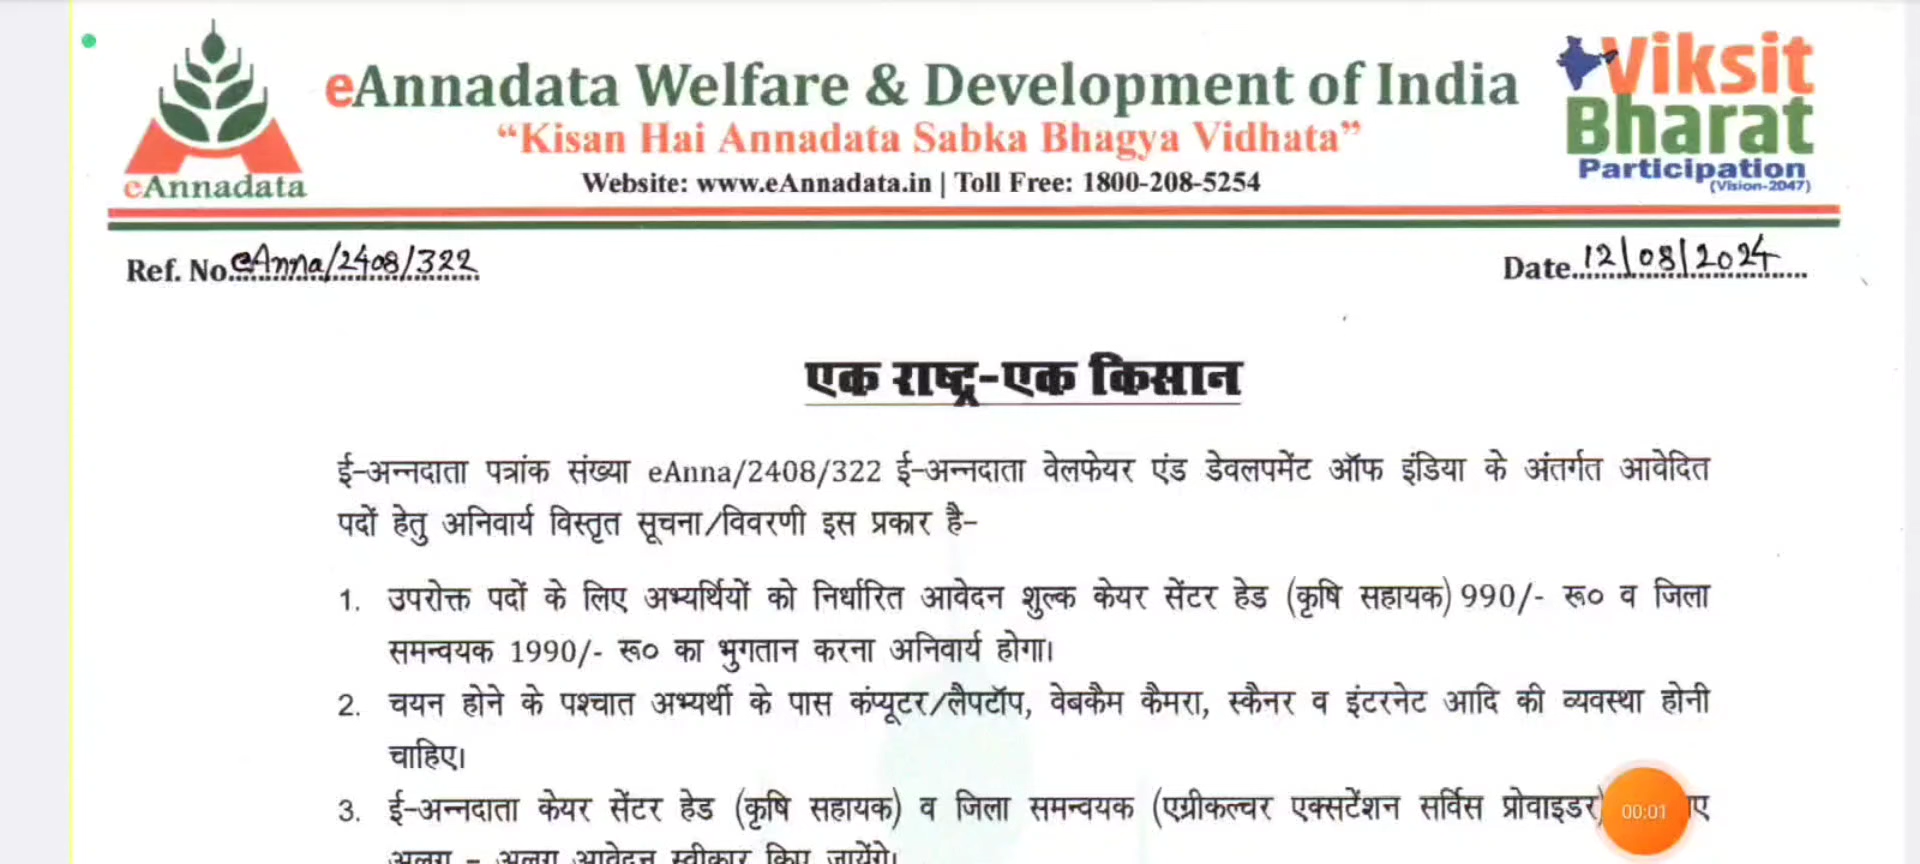 eAnnadata Welfare & Development of India
Viksit
Bharat
Participation
(Vision-2047)
"Kisan Hai Annadata Sabka Bhagya Vidhata"
eAnnadata
Website: www.eAnnadata.in | Toll Free: 1800-208-5254
Ref. No. eAnna/2408/322
Date 12/08/2024
एक राष्ट्र-एक किसान
ई-अन्नदाता पत्रांक संख्या eAnna/2408/322 ई-अन्नदाता वेलफेयर एंड डेवलपमेंट ऑफ इंडिया के अंतर्गत आवेदित
पदों हेतु अनिवार्य विस्तृत सूचना/विवरणी इस प्रकार है-
1. उपरोक्त पदों के लिए अभ्यर्थियों को निर्धारित आवेदन शुल्क केयर सेंटर हेड (कृषि सहायक) 990/- रू० व जिला
समन्वयक 1990/- रू० का भुगतान करना अनिवार्य होगा।
2. चयन होने के पश्चात अभ्यर्थी के पास कंप्यूटर/लैपटॉप, वेबकैम कैमरा, स्कैनर व इंटरनेट आदि की व्यवस्था होनी
चाहिए।
3. ई-अन्नदाता केयर सेंटर हेड (कृषि सहायक) व जिला समन्वयक (एग्रीकल्चर एक्सटेंशन सर्विस प्रोवाइडर)
00:01
अलग - अलग आवेदन स्वीकार किए जायेंगे।